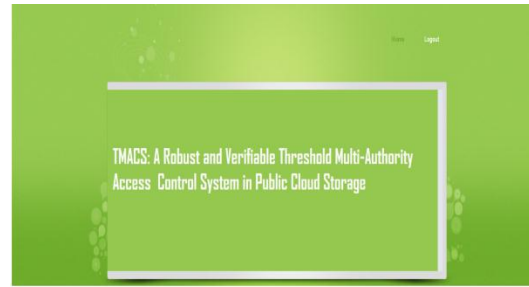 Home Logout
TMACS: A Robust and Verifiable Threshold Multi-Authority
Access Control System in Public Cloud Storage